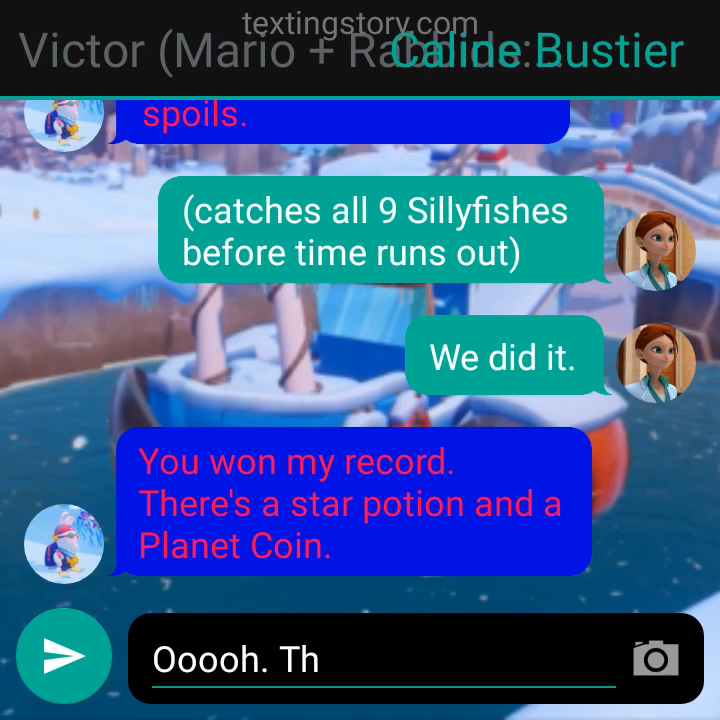 textingstory.com
Victor (Mario +
Caline Bustier
spoils.
(catches all 9 Sillyfishes
before time runs out)
We did it.
You won my record.
There's a star potion and a
Planet Coin.
Ooooh. Th